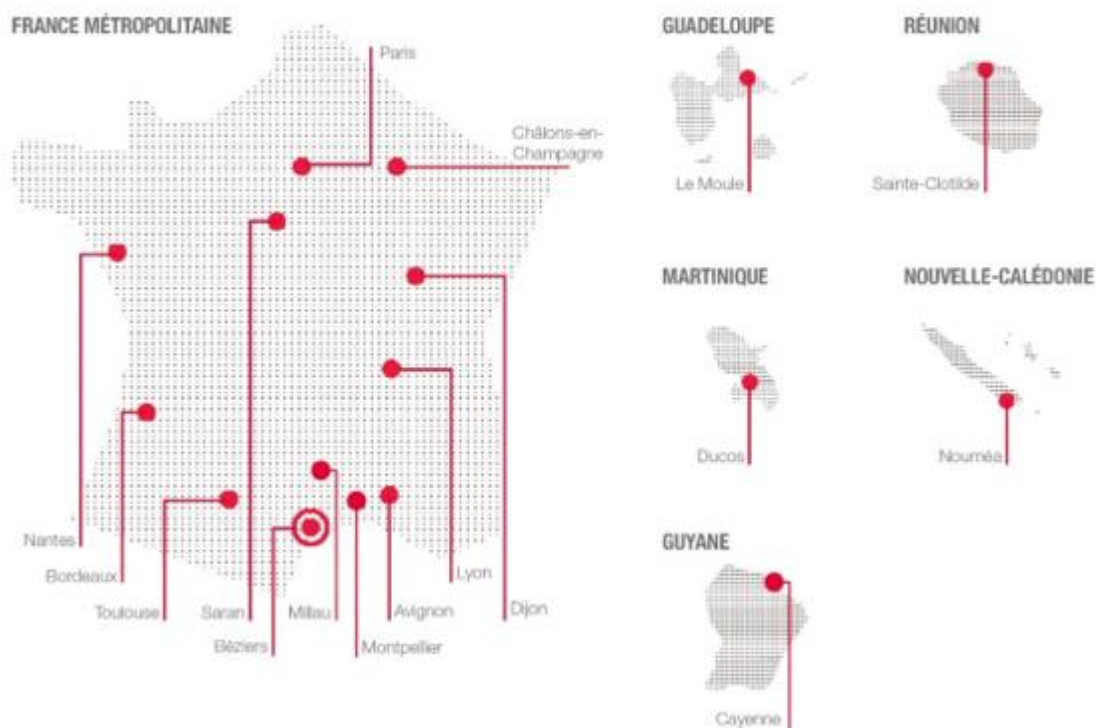 FRANCE MÉTROPOLITAINE
Paris
Châlons-en-
Champagne
Nantes
Bordeaux
Toulouse
Saran
Béziers
Millau
Montpellier
Avignon
Lyon
Dijon
GUADELOUPE
Le Moule
RÉUNION
Sainte-Clotilde
MARTINIQUE
Ducos
NOUVELLE-CALÉDONIE
Nouméa
GUYANE
Cayenne